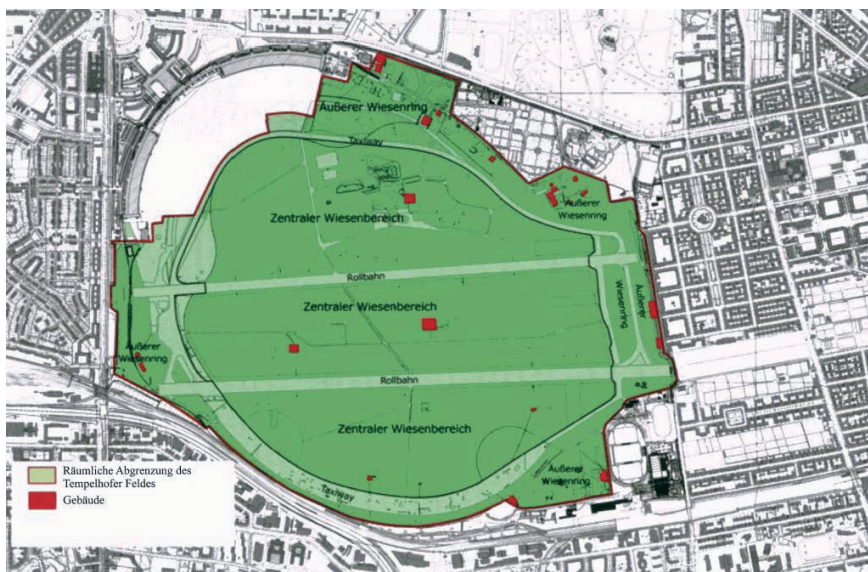 Äußerer Wiesenring
Taxiway
Zentraler Wiesenbereich
Äußerer
Wiesenring
Rollbahn
Zentraler Wiesenbereich
Äußerer
Wiesenring
Äußerer
Wiesenring
Rollbahn
Zentraler Wiesenbereich
Äußerer
Wiesenring
Taxiway
Räumliche Abgrenzung des
Tempelhofer Feldes
Gebäude